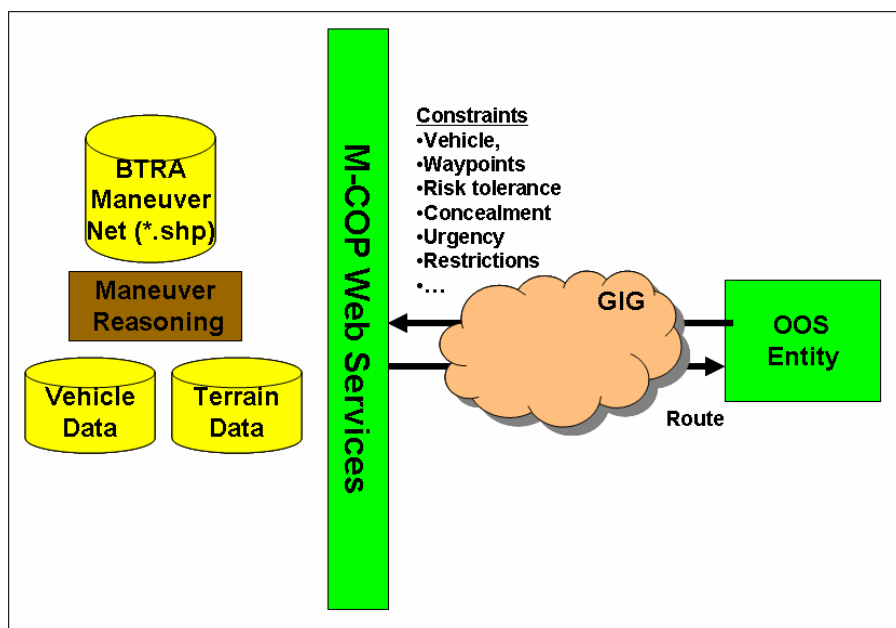 BTRA
Maneuver
Net (*.shp)
Maneuver
Reasoning
Vehicle
Data
Terrain
Data
M-COP Web Services
Constraints
•Vehicle,
•Waypoints
•Risk tolerance
•Concealment
•Urgency
•Restrictions
•…
GIG
OOS
Entity
Route